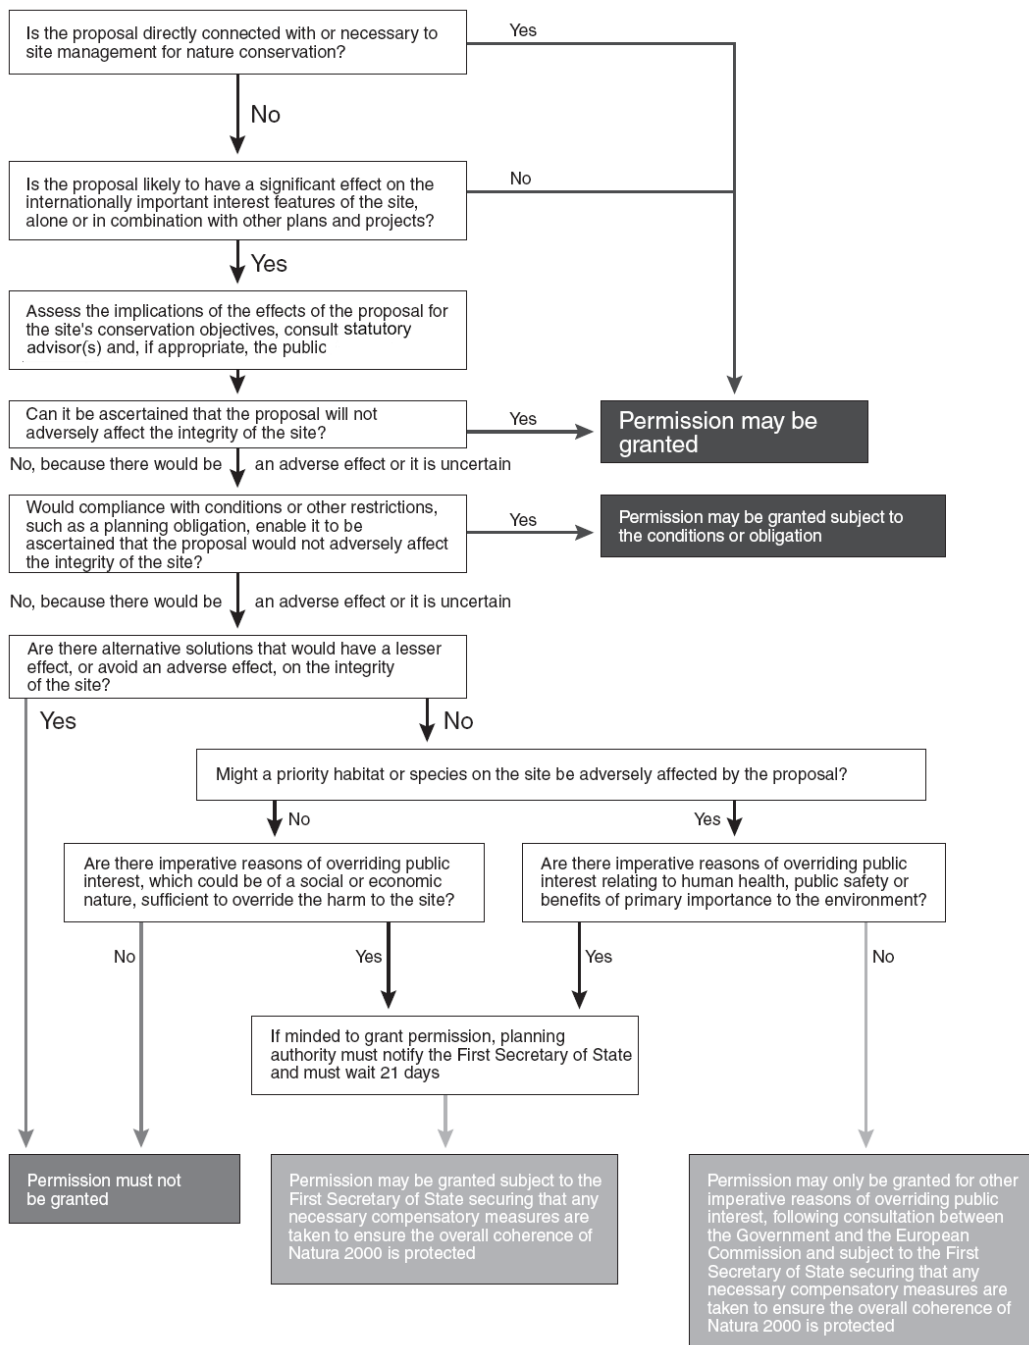 Is the proposal directly connected with or necessary to
site management for nature conservation?
Yes
No
Is the proposal likely to have a significant effect on the
internationally important interest features of the site,
alone or in combination with other plans and projects?
No
Yes
Assess the implications of the effects of the proposal for
the site's conservation objectives, consult statutory
advisor(s) and, if appropriate, the public
Can it be ascertained that the proposal will not
adversely affect the integrity of the site?
Yes
Permission may be
granted
No, because there would be an adverse effect or it is uncertain
Would compliance with conditions or other restrictions,
such as a planning obligation, enable it to be
ascertained that the proposal would not adversely affect
the integrity of the site?
Yes
Permission may be granted subject to
the conditions or obligation
No, because there would be an adverse effect or it is uncertain
Are there alternative solutions that would have a lesser
effect, or avoid an adverse effect, on the integrity
of the site?
Yes
No
Might a priority habitat or species on the site be adversely affected by the proposal?
No
Yes
Are there imperative reasons of overriding public
interest, which could be of a social or economic
nature, sufficient to override the harm to the site?
Are there imperative reasons of overriding public
interest relating to human health, public safety or
benefits of primary importance to the environment?
No
Yes
Yes
No
If minded to grant permission, planning
authority must notify the First Secretary of State
and must wait 21 days
Permission must not
be granted
Permission may be granted subject to the
First Secretary of State securing that any
necessary compensatory measures are
taken to ensure the overall coherence of
Natura 2000 is protected
Permission may only be granted for other
imperative reasons of overriding public
interest, following consultation between
the Government and the European
Commission and subject to the First
Secretary of State securing that any
necessary compensatory measures are
taken to ensure the overall coherence of
Natura 2000 is protected